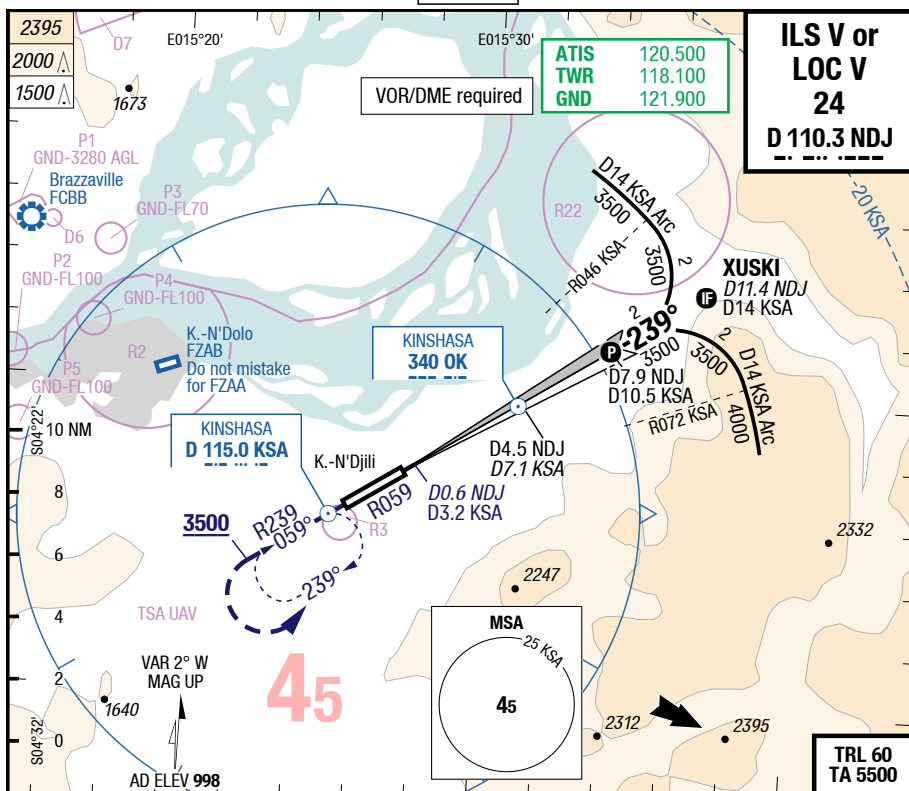 2395
2000
1500
D7
E015°20'
E015°30'
1673
VOR/DME required
ATIS 120.500
TWR 118.100
GND 121.900
ILS V or
LOC V
24
D 110.3 NDJ
P1
GND-3280 AGL
Brazzaville
FCBB
P3
GND-FL70
D6
P2
GND-FL100
P4
GND-FL100
R2
K.-N'Dolo
FZAB
Do not mistake
for FZAA
P5
GND-FL100
R22
D14 KSA Arc
3500
R046 KSA
3500
2
20 KSA
XUSKI
IF
D11.4 NDJ
D14 KSA
2
-239°
P
3500
2
3500
D14 KSA Arc
4000
D7.9 NDJ
D10.5 KSA
R072 KSA
KINSHASA
340 OK
S04°22'
10 NM
KINSHASA
D 115.0 KSA
K.-N'Djili
D4.5 NDJ
D7.1 KSA
8
3500
R239
059°
R059
D0.6 NDJ
D3.2 KSA
R3
239°
6
2332
2247
4
TSA UAV
MSA
25 KSA
45
VAR 2° W
MAG UP
45
2
1640
2312
2395
S04°32'
0
AD ELEV 998
TRL 60
TA 5500